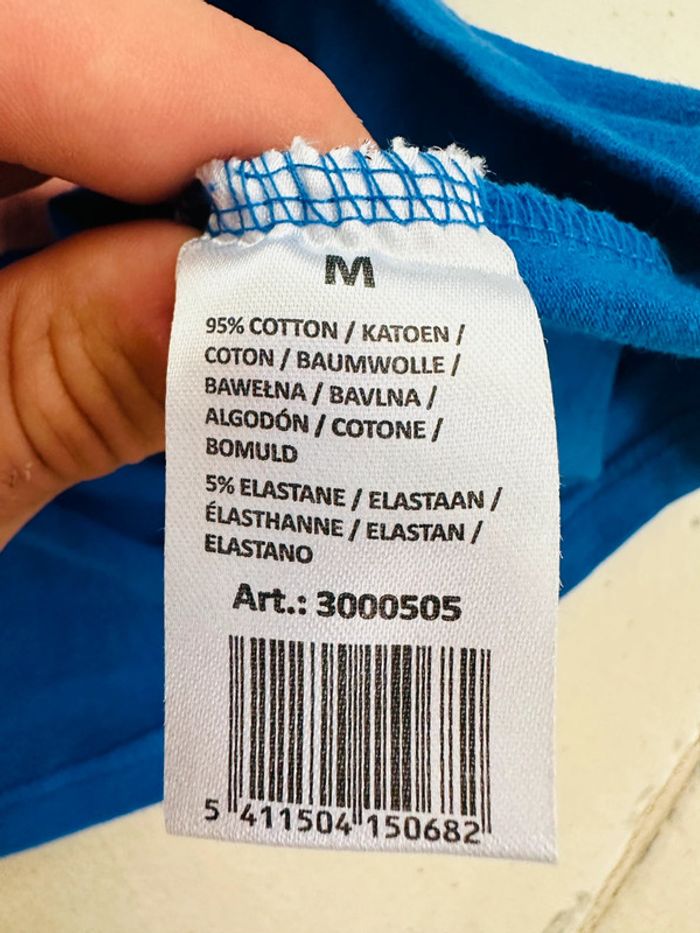 M
95% COTTON / KATOEN /
COTON / BAUMWOLLE /
BAWEŁNA / BAVLNA /
ALGODÓN / COTONE /
BOMULD
5% ELASTANE / ELASTAAN /
ÉLASTHANNE / ELASTAN /
ELASTANO
Art.: 3000505
5 411504 150682